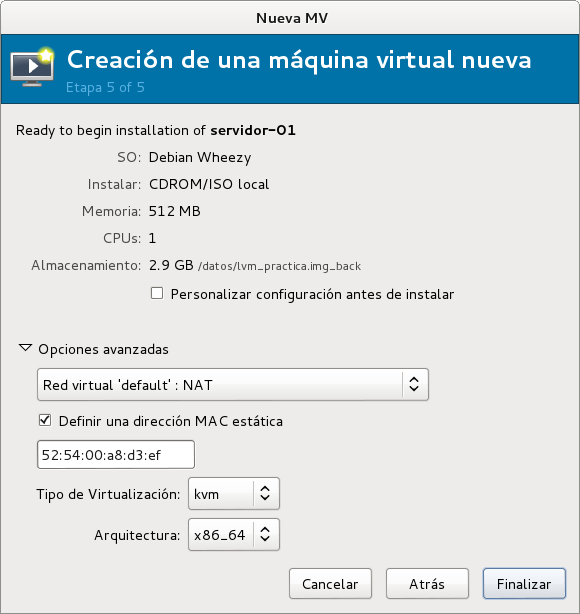 Nueva MV
Creación de una máquina virtual nueva
Etapa 5 of 5
Ready to begin installation of servidor-01
SO: Debian Wheezy
Instalar: CDROM/ISO local
Memoria: 512 MB
CPUs: 1
Almacenamiento: 2.9 GB /datos/lvm_practica.img_back
Personalizar configuración antes de instalar
Opciones avanzadas
Red virtual 'default' : NAT
Definir una dirección MAC estática
52:54:00:a8:d3:ef
Tipo de Virtualización: kvm
Arquitectura: x86_64
Cancelar Atrás Finalizar